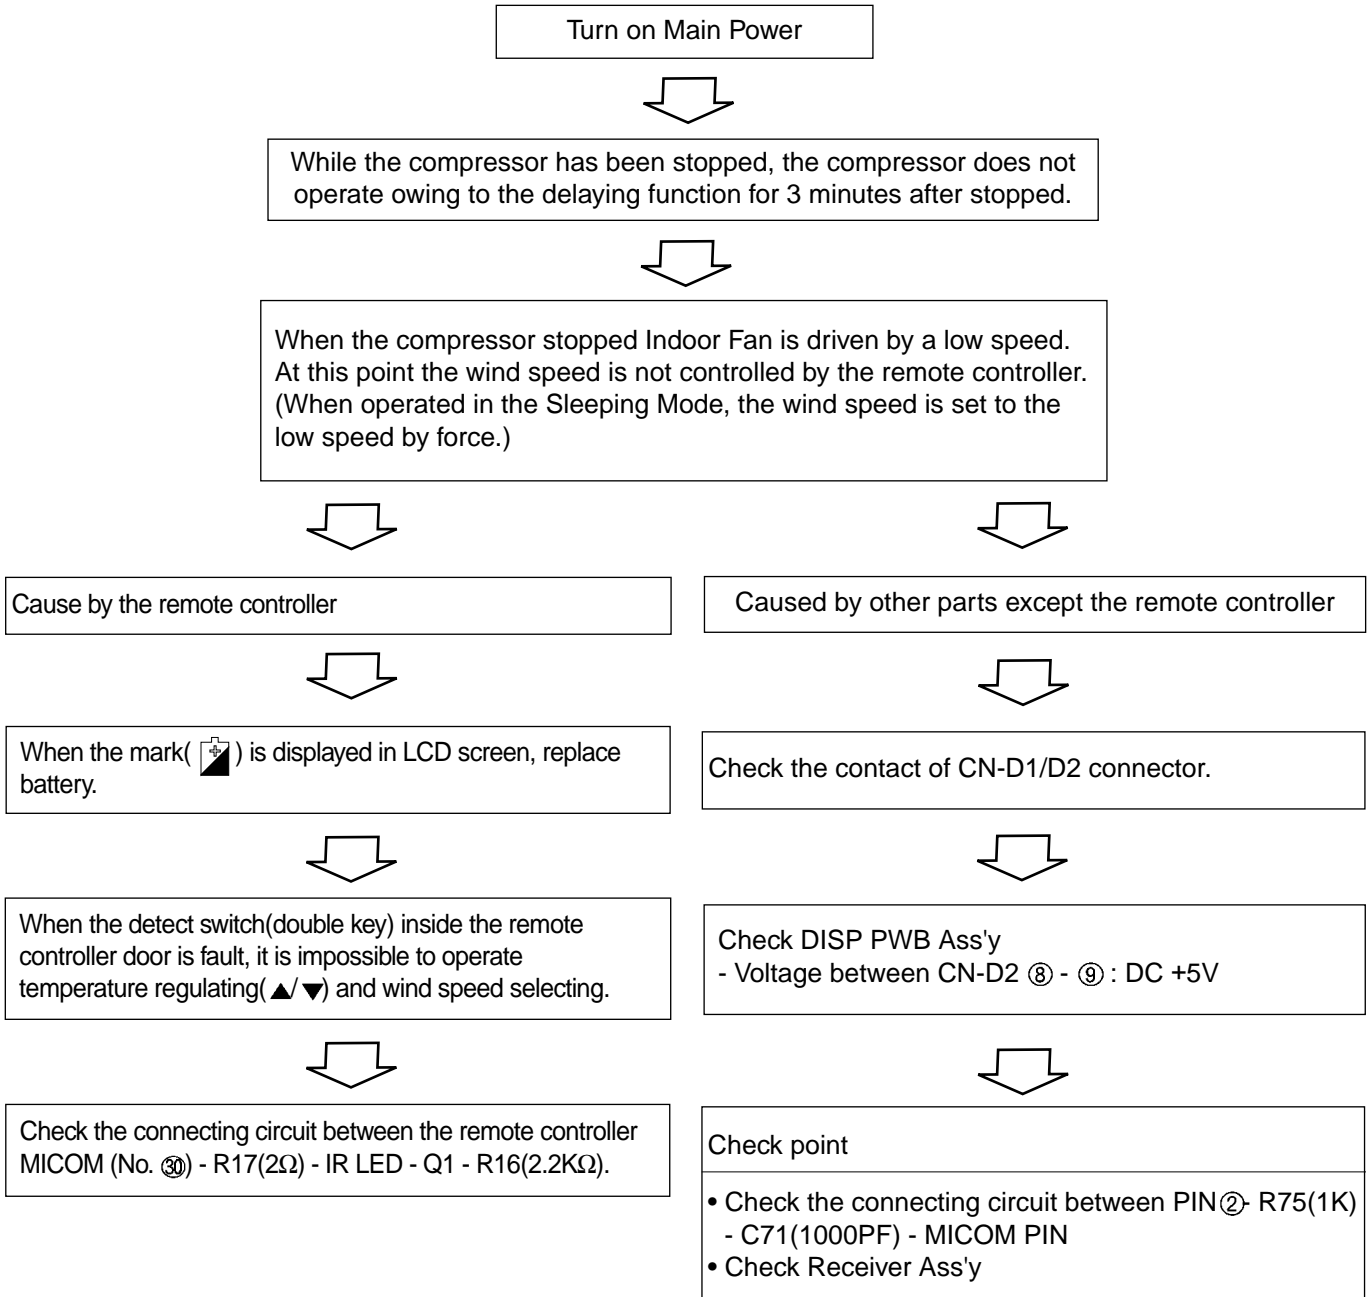 Turn on Main Power
While the compressor has been stopped, the compressor does not
operate owing to the delaying function for 3 minutes after stopped.
When the compressor stopped Indoor Fan is driven by a low speed.
At this point the wind speed is not controlled by the remote controller.
(When operated in the Sleeping Mode, the wind speed is set to the
low speed by force.)
Cause by the remote controller
When the mark( ) is displayed in LCD screen, replace
battery.
When the detect switch(double key) inside the remote
controller door is fault, it is impossible to operate
temperature regulating(▲/▼) and wind speed selecting.
Check the connecting circuit between the remote controller
MICOM (No. ㉚) - R17(2Ω) - IR LED - Q1 - R16(2.2KΩ).
Caused by other parts except the remote controller
Check the contact of CN-D1/D2 connector.
Check DISP PWB Ass'y
- Voltage between CN-D2 ⑧ - ⑨ : DC +5V
Check point
• Check the connecting circuit between PIN②- R75(1K)
- C71(1000PF) - MICOM PIN
• Check Receiver Ass'y